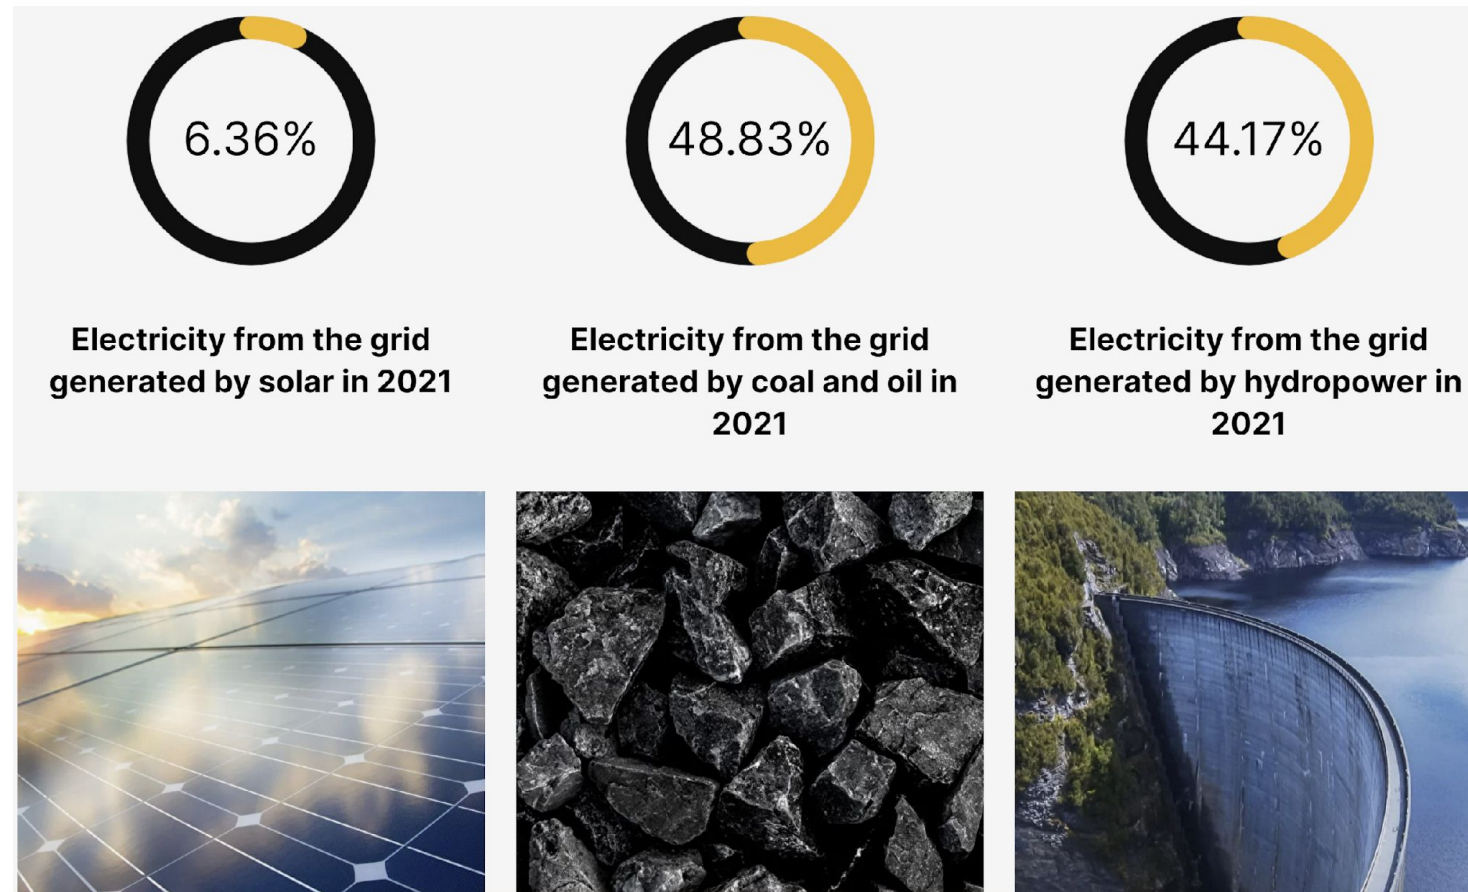 6.36%
Electricity from the grid
generated by solar in 2021
48.83%
Electricity from the grid
generated by coal and oil in
2021
44.17%
Electricity from the grid
generated by hydropower in
2021